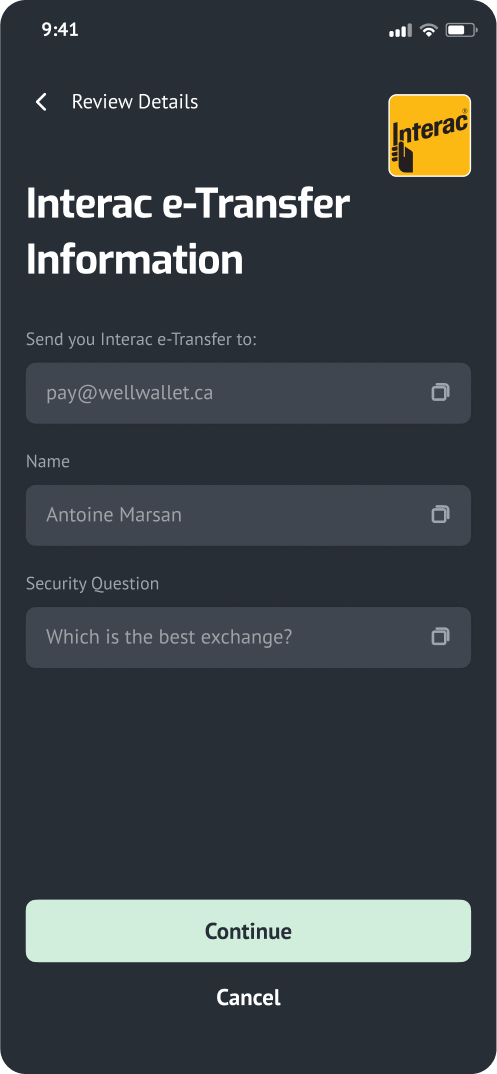 9:41
Review Details
Interac®
Interac e-Transfer
Information
Send you Interac e-Transfer to:
pay@wellwallet.ca
Name
Antoine Marsan
Security Question
Which is the best exchange?
Continue
Cancel